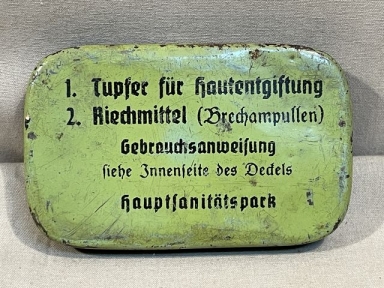 1. Tupfer für Hautentgiftung
2. Riechmittel (Brechampullen)
Gebrauchsanweisung
siehe Innenseite des Deckels
Hauptsanitätspark